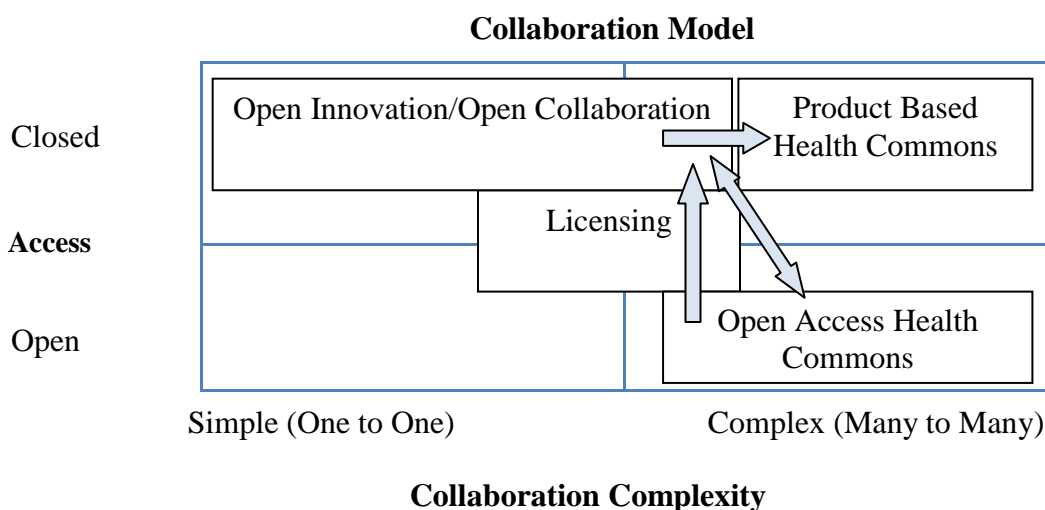 Collaboration Model
Open Innovation/Open Collaboration
Product Based
Health Commons
Closed
Licensing
Access
Open Access Health
Commons
Open
Simple (One to One)
Complex (Many to Many)
Collaboration Complexity